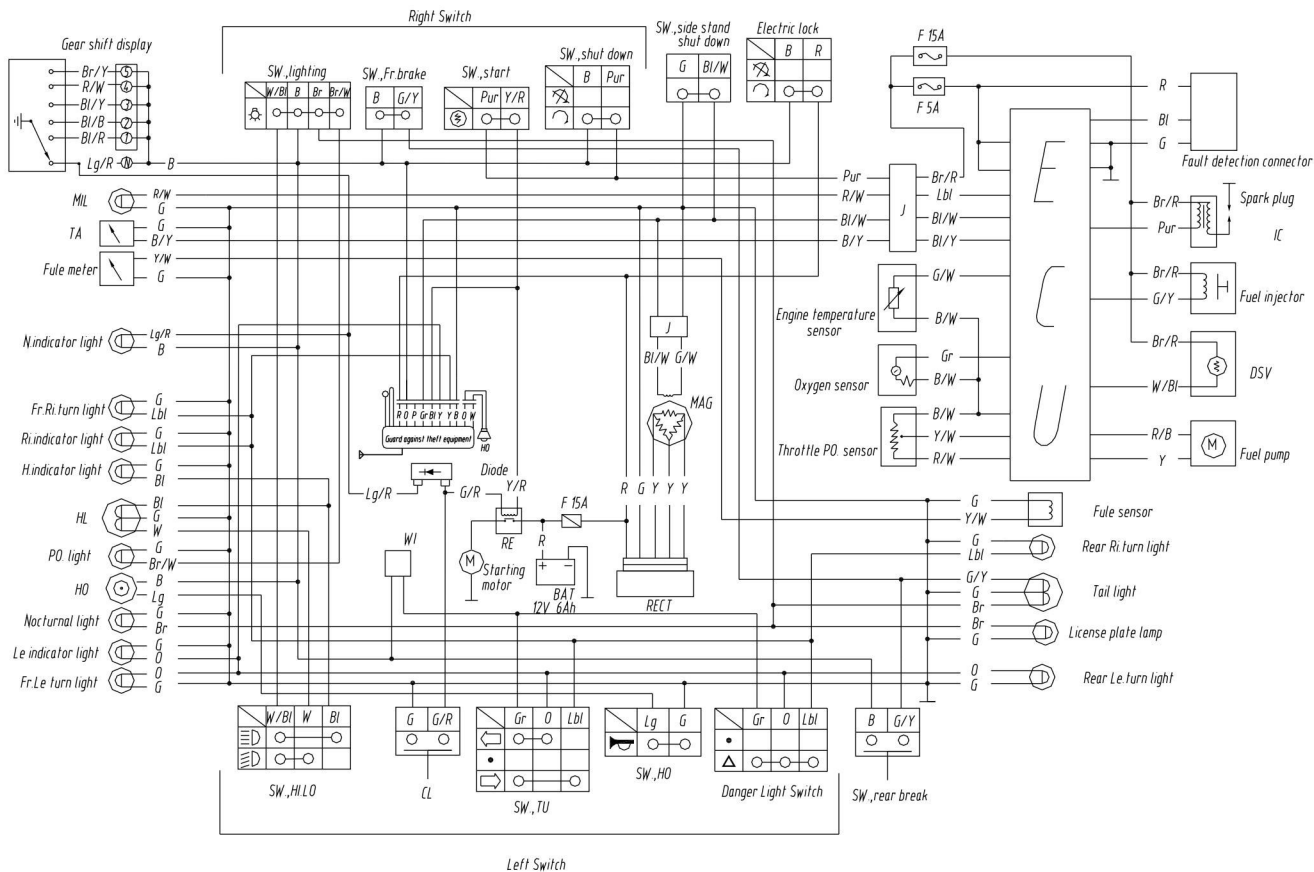 Right Switch
Gear shift display
Br/Y 5
R/W 4
Bl/Y 3
Bl/B 2
Bl/R 1
Lg/R N B
SW.,lighting
W/Bl B Br Br/W
SW.,Fr.brake
B G/Y
SW.,start
Pur Y/R
SW.,shut down
B Pur
SW.,side stand
shut down
G Bl/W
Electric lock
B R
F 15A
F 5A
R
Bl
G
Fault detection connector
MIL R/W
G
TA G
B/Y
Fule meter Y/W
G
Pur
R/W
Bl/W
B/Y
J
Br/R
Lbl
Bl/W
Bl/Y
E
C
U
Br/R
Pur
Spark plug
IC
Br/R
G/Y
Fuel injector
Br/R
W/Bl
DSV
R/B
Y
M
Fuel pump
Engine temperature
sensor
G/W
B/W
Oxygen sensor
Gr
B/W
Throttle P.O. sensor
B/W
Y/W
R/W
N.indicator light Lg/R
B
Fr.Ri.turn light G
Lbl
Ri.indicator light G
Lbl
H.indicator light G
Bl
HL Bl
G
W
P.O. light G
Br/W
HO B
Lg
Nocturnal light G
Br
Le indicator light G
O
Fr.Le turn light O
G
J
Bl/W G/W
MAG
R O P Gr Bl Y Y B O W
Guard against theft equipment
HO
Diode
Lg/R
G/R
Y/R
RE
F 15A
R
M
Starting
motor
BAT
12V 6Ah
WI
R G Y Y Y
RECT
G
Y/W
Fule sensor
G
Lbl
Rear Ri.turn light
G/Y
G
Br
Tail light
Br
G
License plate lamp
O
G
Rear Le.turn light
W/Bl W Bl
SW.,HI.LO
G G/R
CL
Gr O Lbl
SW.,TU
Lg G
SW.,HO
Gr O Lbl
Danger Light Switch
B G/Y
SW.,rear break
Left Switch